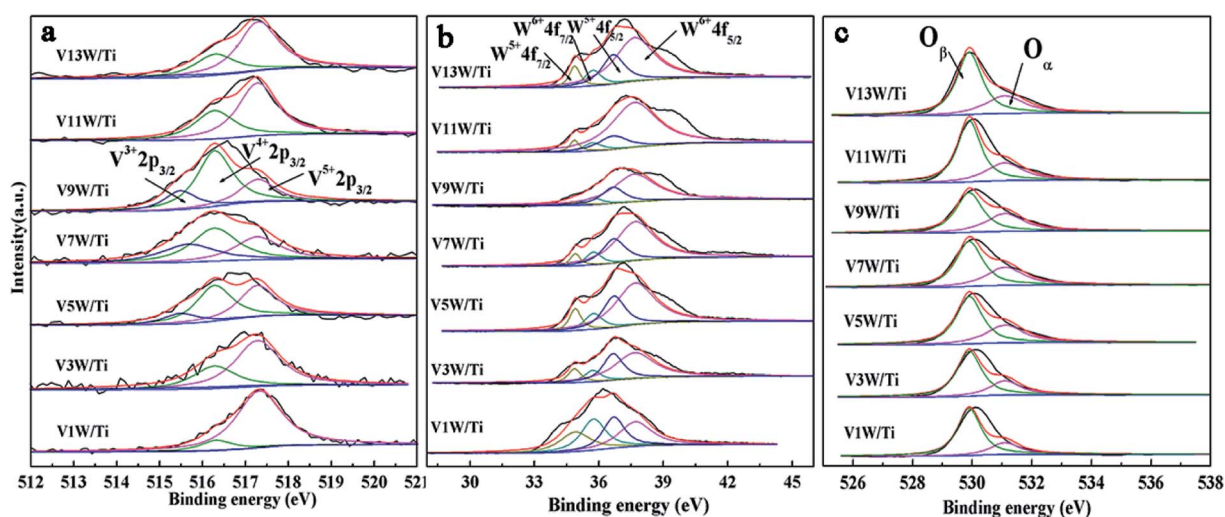 a
V13W/Ti
V11W/Ti
V³⁺2p₃/₂
V⁴⁺2p₃/₂
V⁵⁺2p₃/₂
V9W/Ti
V7W/Ti
V5W/Ti
V3W/Ti
V1W/Ti
Intensity(a.u.)
512 513 514 515 516 517 518 519 520 521
Binding energy (eV)
b
W⁶⁺4f₇/₂
W⁵⁺4f₅/₂
W⁶⁺4f₅/₂
W⁵⁺4f₇/₂
V13W/Ti
V11W/Ti
V9W/Ti
V7W/Ti
V5W/Ti
V3W/Ti
V1W/Ti
30 33 36 39 42 45
Binding energy (eV)
c
Oβ
Oα
V13W/Ti
V11W/Ti
V9W/Ti
V7W/Ti
V5W/Ti
V3W/Ti
V1W/Ti
526 528 530 532 534 536 538
Binding energy (eV)